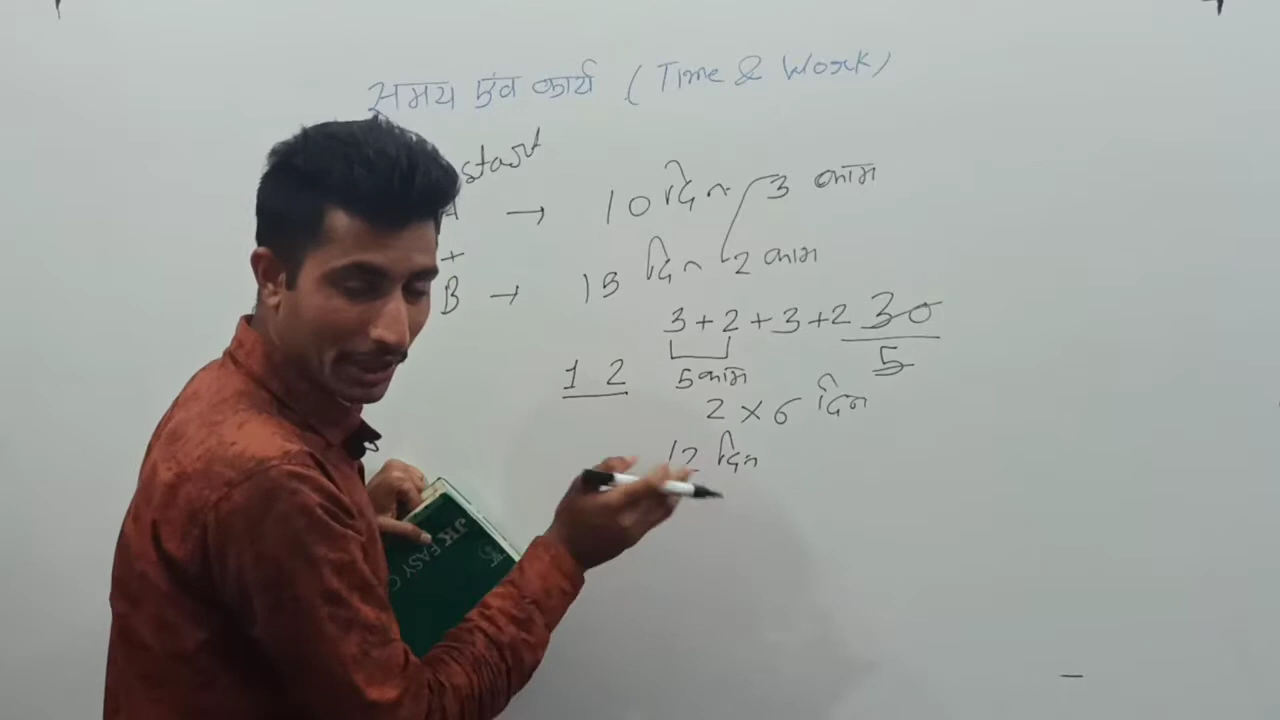 समय एंव कार्य ( Time & Work )
start
A → 10 दिन 3 काम
+
B → 15 दिन 2 काम
3 + 2 + 3 + 2 30
5
1 2 5 काम
2 × 6 दिन
12 दिन
JK EASY